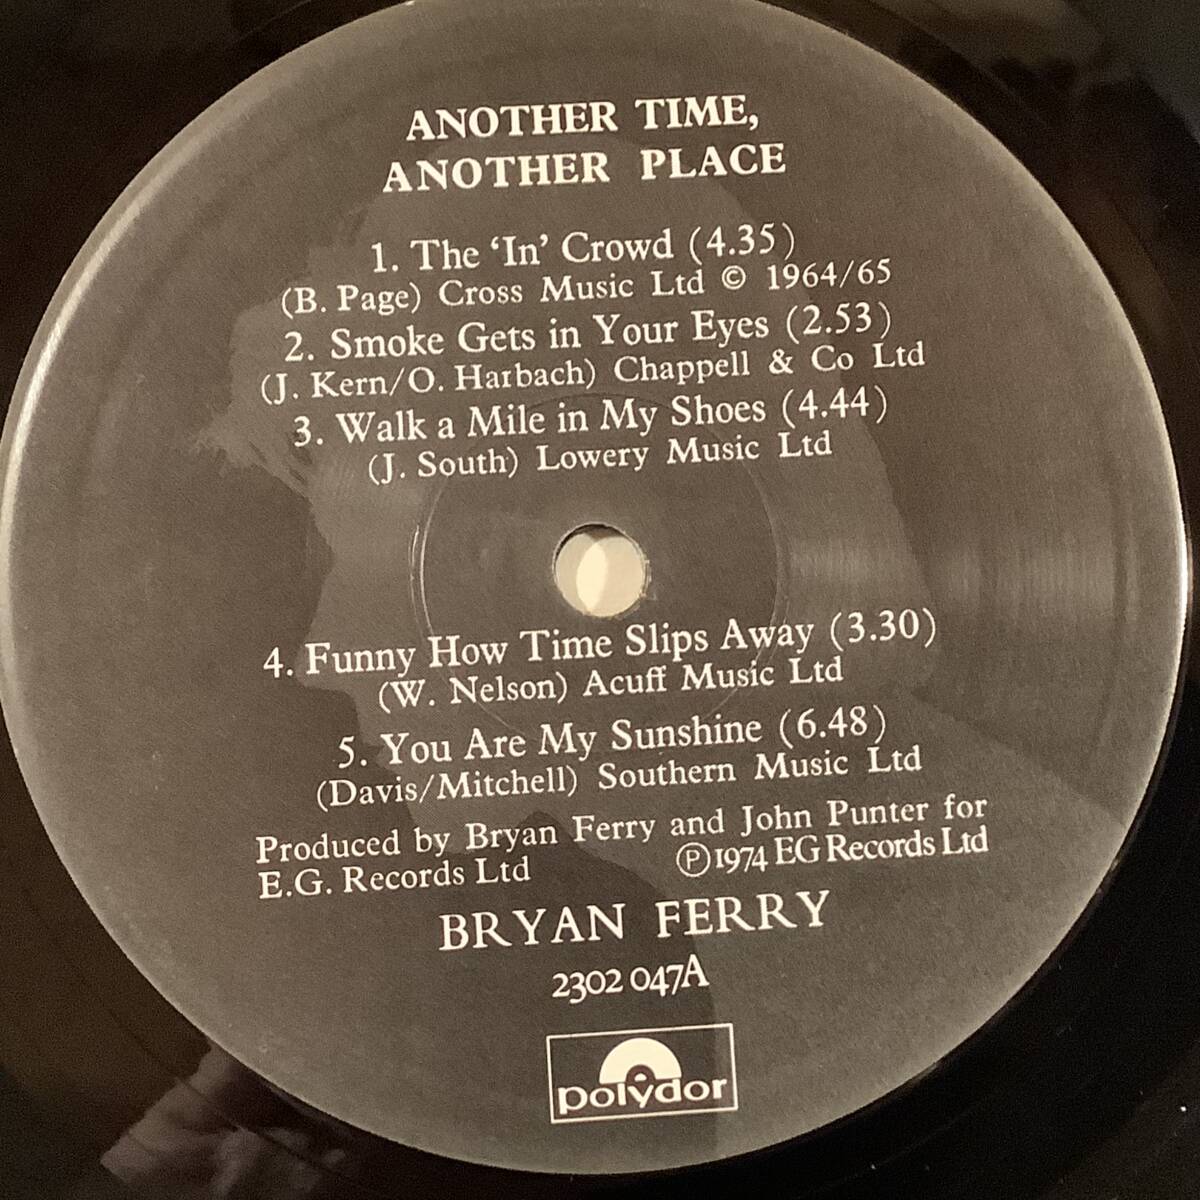 ANOTHER TIME,
ANOTHER PLACE
1. The ‘In’ Crowd (4.35)
(B. Page) Cross Music Ltd © 1964/65
2. Smoke Gets in Your Eyes (2.53)
(J. Kern/O. Harbach) Chappell & Co Ltd
3. Walk a Mile in My Shoes (4.44)
(J. South) Lowery Music Ltd
4. Funny How Time Slips Away (3.30)
(W. Nelson) Acuff Music Ltd
5. You Are My Sunshine (6.48)
(Davis/Mitchell) Southern Music Ltd
Produced by Bryan Ferry and John Punter for
E.G. Records Ltd ℗1974 EG Records Ltd
BRYAN FERRY
2302 047A
polydor